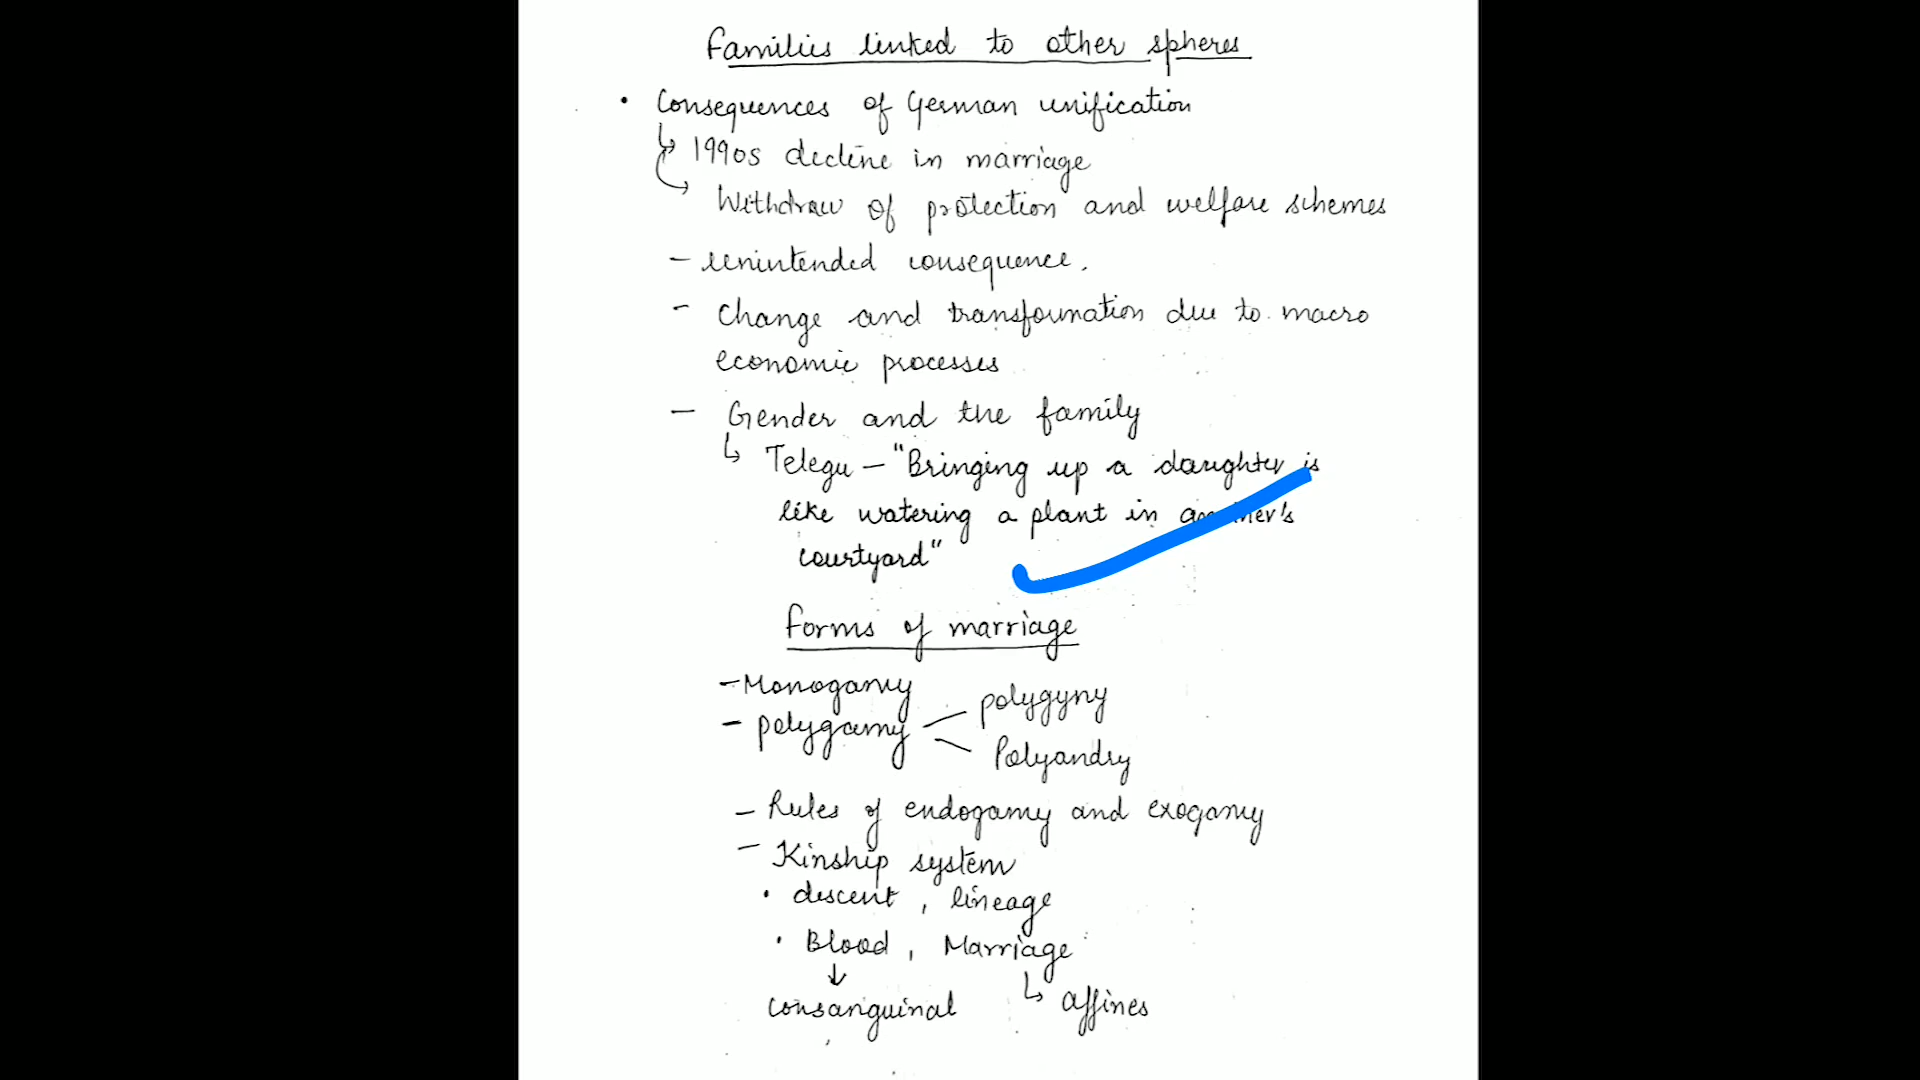 Families linked to other spheres
• Consequences of German unification
↳ 1990s decline in marriage
↳ Withdraw of protection and welfare schemes
- unintended consequence.
- Change and transformation due to macro
economic processes
- Gender and the family
↳ Telegu - "Bringing up a daughter is
like watering a plant in another's
courtyard"
Forms of marriage
- Monogamy
- polygamy
polygyny
Polyandry
- Rules of endogamy and exogamy
- Kinship system
• descent, lineage
• Blood, Marriage
↓ ↳ affines
consanguinal